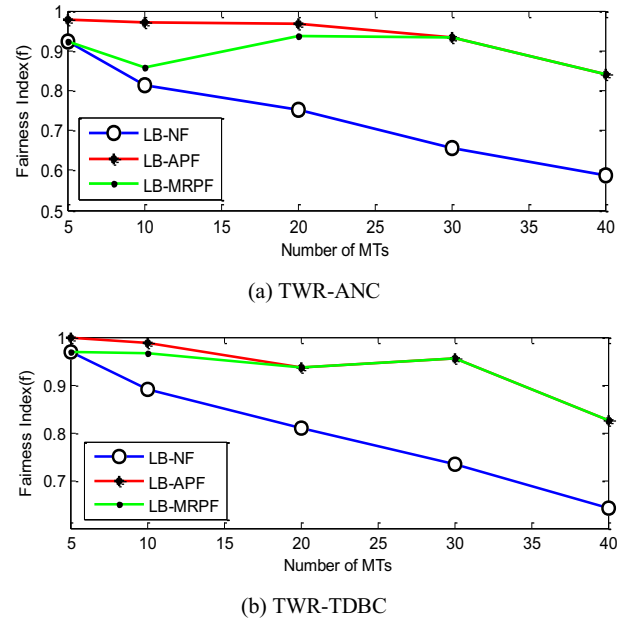 1
0.9
0.8
0.7
0.6
0.5
Fairness Index(f)
LB-NF
LB-APF
LB-MRPF
5 10 15 20 25 30 35 40
Number of MTs
(a) TWR-ANC
1
0.9
0.8
0.7
Fairness Index(f)
LB-NF
LB-APF
LB-MRPF
5 10 15 20 25 30 35 40
Number of MTs
(b) TWR-TDBC